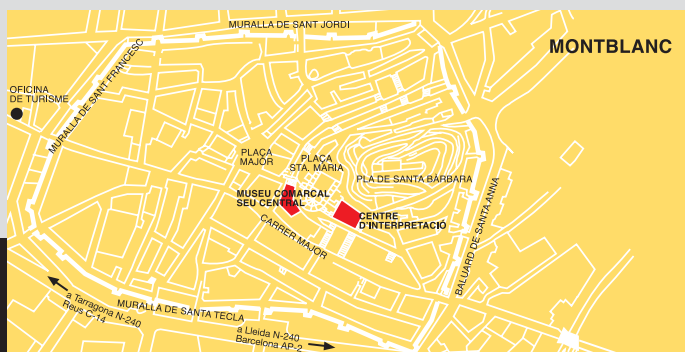 MURALLA DE SANT JORDI
MONTBLANC
MURALLA DE SANT FRANCESC
OFICINA
DE TURISME
PLAÇA
MAJOR
PLAÇA
STA. MARIA
PLA DE SANTA BÀRBARA
MUSEU COMARCAL
SEU CENTRAL
CENTRE
D'INTERPRETACIÓ
CARRER MAJOR
BALUARD DE SANTA ANNA
MURALLA DE SANTA TECLA
a Tarragona N-240
Reus C-14
a Lleida N-240
Barcelona AP-2